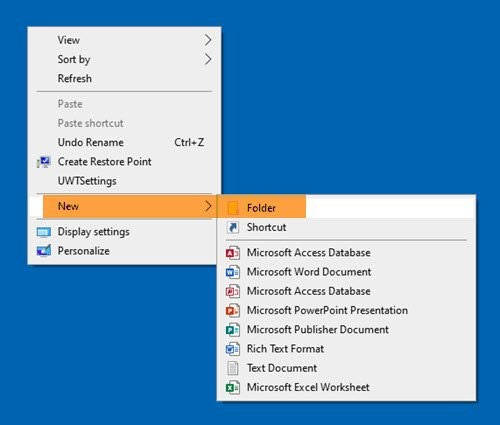 View
Sort by
Refresh
Paste
Paste shortcut
Undo Rename Ctrl+Z
Create Restore Point
UWTSettings
New
Display settings
Personalize
Folder
Shortcut
Microsoft Access Database
Microsoft Word Document
Microsoft Access Database
Microsoft PowerPoint Presentation
Microsoft Publisher Document
Rich Text Format
Text Document
Microsoft Excel Worksheet